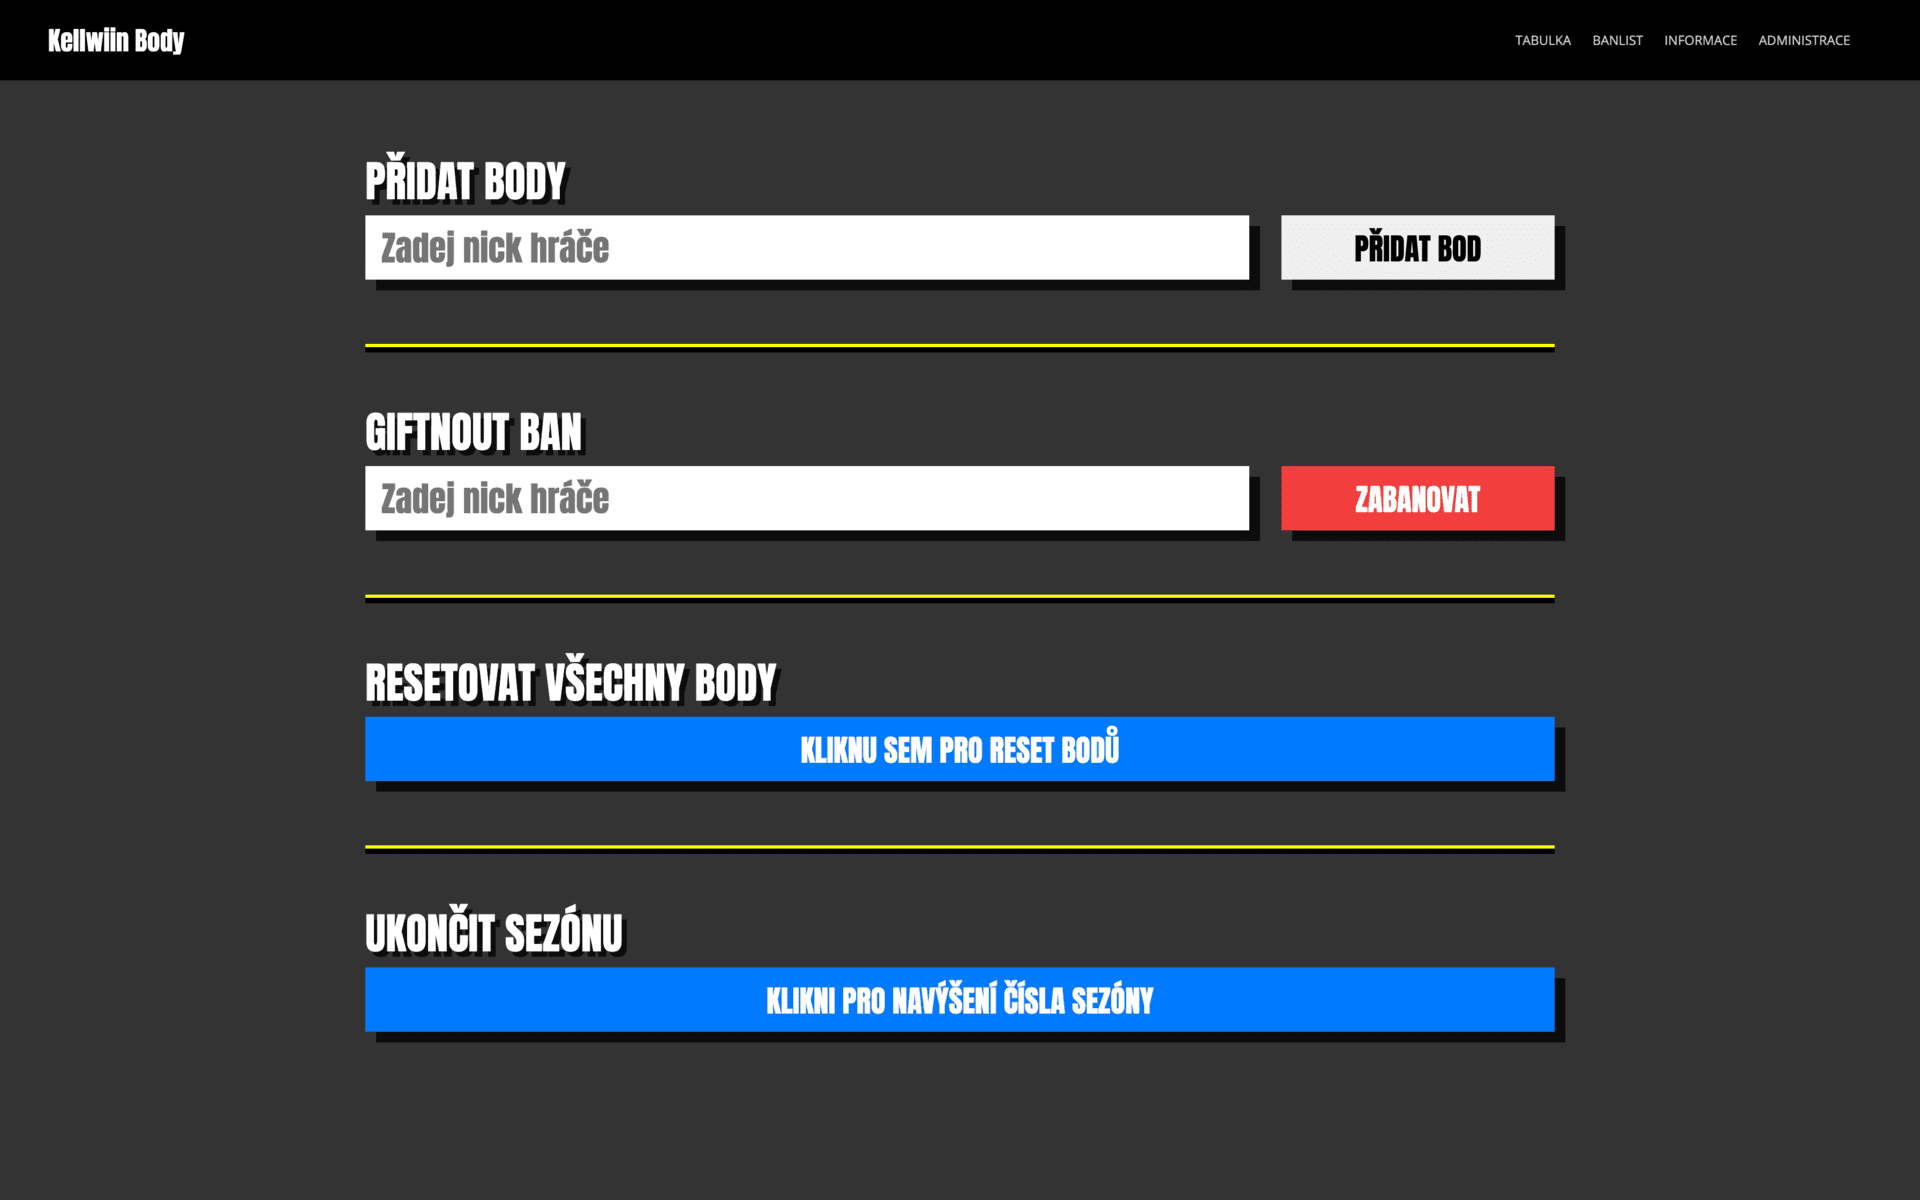 Kellwiin Body
TABULKA BANLIST INFORMACE ADMINISTRACE
PŘIDAT BODY
Zadej nick hráče
PŘIDAT BOD
GIFTNOUT BAN
Zadej nick hráče
ZABANOVAT
RESETOVAT VŠECHNY BODY
KLIKNU SEM PRO RESET BODŮ
UKONČIT SEZÓNU
KLIKNI PRO NAVÝŠENÍ ČÍSLA SEZÓNY